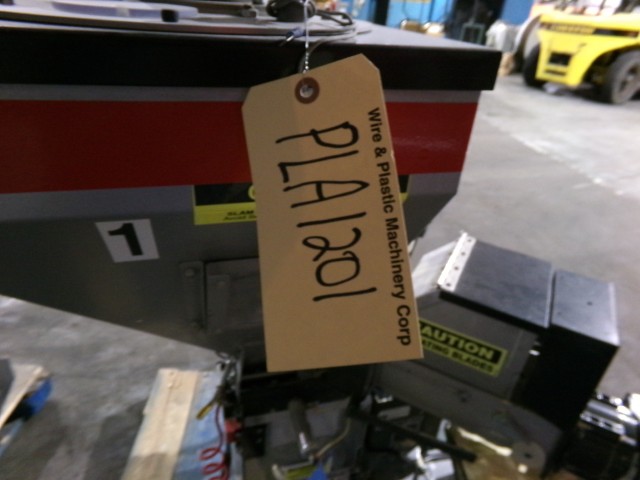 Wire & Plastic Machinery Corp
PLA1201
1
CAUTION